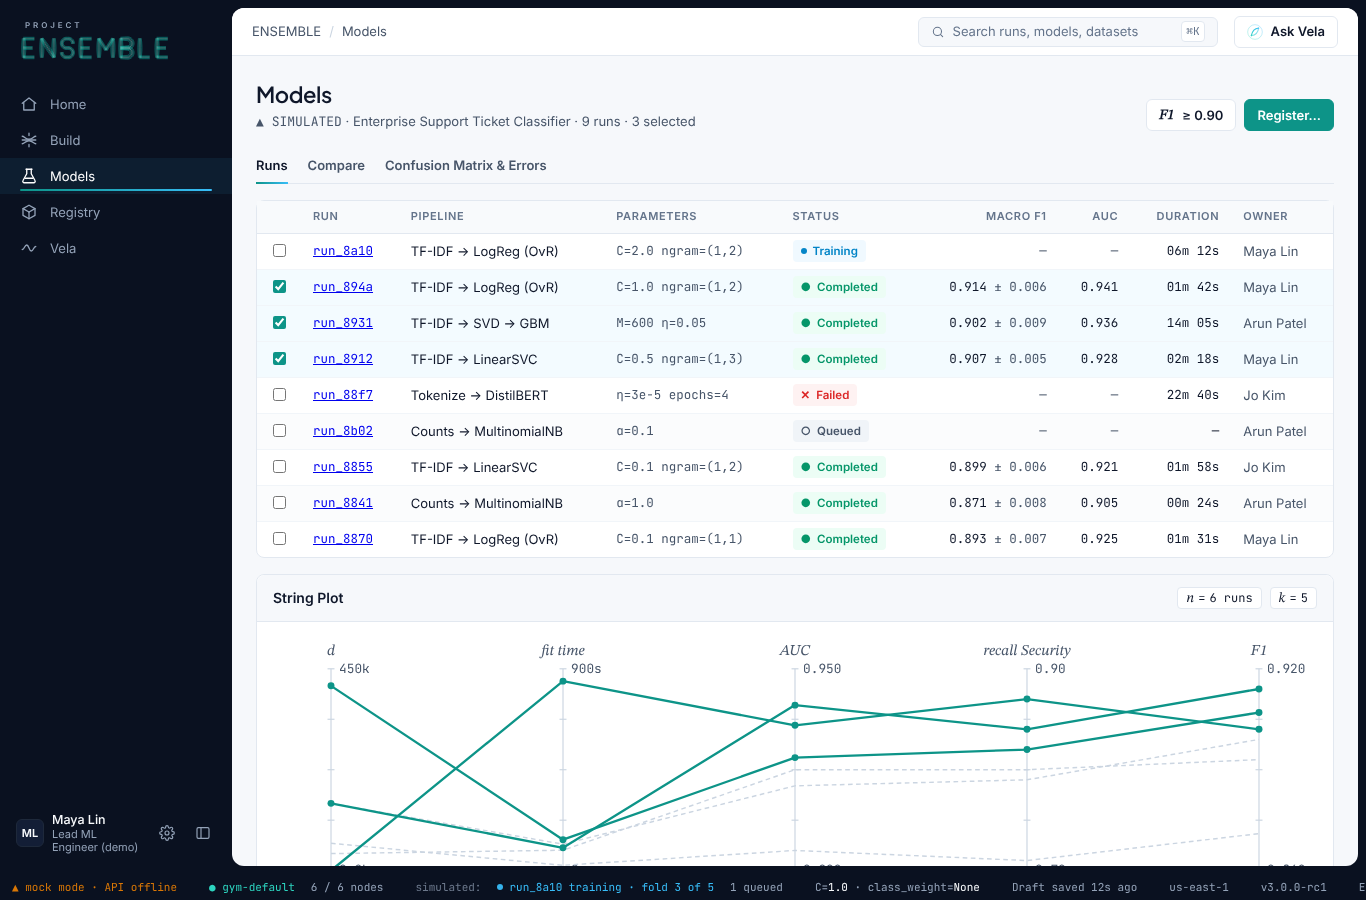 PROJECT
ENSEMBLE
Home
Build
Models
Registry
Vela
ML
Maya Lin
Lead ML
Engineer (demo)
ENSEMBLE / Models
Search runs, models, datasets ⌘K
Ask Vela
Models
▲ SIMULATED · Enterprise Support Ticket Classifier · 9 runs · 3 selected
F1 ≥ 0.90
Register...
Runs Compare Confusion Matrix & Errors
RUN PIPELINE PARAMETERS STATUS MACRO F1 AUC DURATION OWNER
run_8a10 TF-IDF → LogReg (OvR) C=2.0 ngram=(1,2) Training — — 06m 12s Maya Lin
run_894a TF-IDF → LogReg (OvR) C=1.0 ngram=(1,2) Completed 0.914 ± 0.006 0.941 01m 42s Maya Lin
run_8931 TF-IDF → SVD → GBM M=600 η=0.05 Completed 0.902 ± 0.009 0.936 14m 05s Arun Patel
run_8912 TF-IDF → LinearSVC C=0.5 ngram=(1,3) Completed 0.907 ± 0.005 0.928 02m 18s Maya Lin
run_88f7 Tokenize → DistilBERT η=3e-5 epochs=4 ✕ Failed — — 22m 40s Jo Kim
run_8b02 Counts → MultinomialNB α=0.1 Queued — — — Arun Patel
run_8855 TF-IDF → LinearSVC C=0.1 ngram=(1,2) Completed 0.899 ± 0.006 0.921 01m 58s Jo Kim
run_8841 Counts → MultinomialNB α=1.0 Completed 0.871 ± 0.008 0.905 00m 24s Arun Patel
run_8870 TF-IDF → LogReg (OvR) C=0.1 ngram=(1,1) Completed 0.893 ± 0.007 0.925 01m 31s Maya Lin
String Plot
n = 6 runs
k = 5
d fit time AUC recall Security F1
450k 900s 0.950 0.90 0.920
▲ mock mode · API offline ● gym-default 6 / 6 nodes simulated: ● run_8a10 training · fold 3 of 5 1 queued C=1.0 · class_weight=None Draft saved 12s ago us-east-1 v3.0.0-rc1